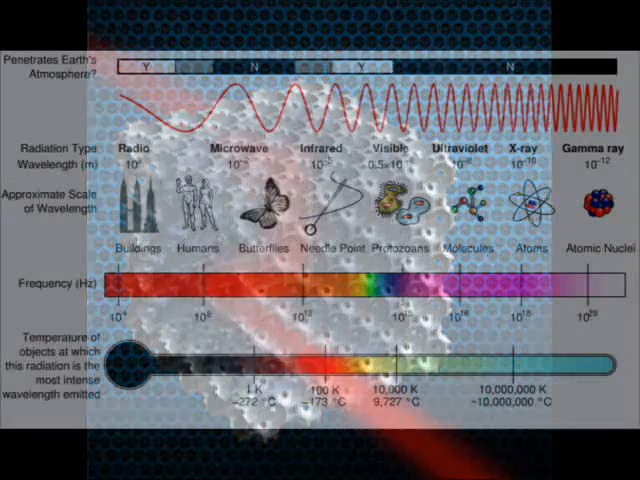 Penetrates Earth's
Atmosphere?
Y N Y N
Radiation Type Radio Microwave Infrared Visible Ultraviolet X-ray Gamma ray
Wavelength (m) 10³ 10⁻² 10⁻⁵ 0.5×10⁻⁶ 10⁻⁸ 10⁻¹⁰ 10⁻¹²
Approximate Scale
of Wavelength
Buildings Humans Butterflies Needle Point Protozoans Molecules Atoms Atomic Nuclei
Frequency (Hz)
10⁴ 10⁸ 10¹² 10¹⁵ 10¹⁶ 10¹⁸ 10²⁰
Temperature of
objects at which
this radiation is the
most intense
wavelength emitted
1 K 100 K 10,000 K 10,000,000 K
−272 °C −173 °C 9,727 °C ~10,000,000 °C